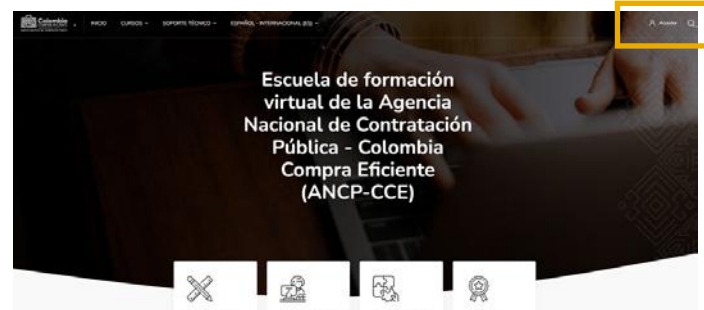 Colombia
INICIO
CURSOS
SOPORTE TÉCNICO
ESPAÑOL - INTERNACIONAL (ES)
Acceder
Escuela de formación
virtual de la Agencia
Nacional de Contratación
Pública - Colombia
Compra Eficiente
(ANCP-CCE)